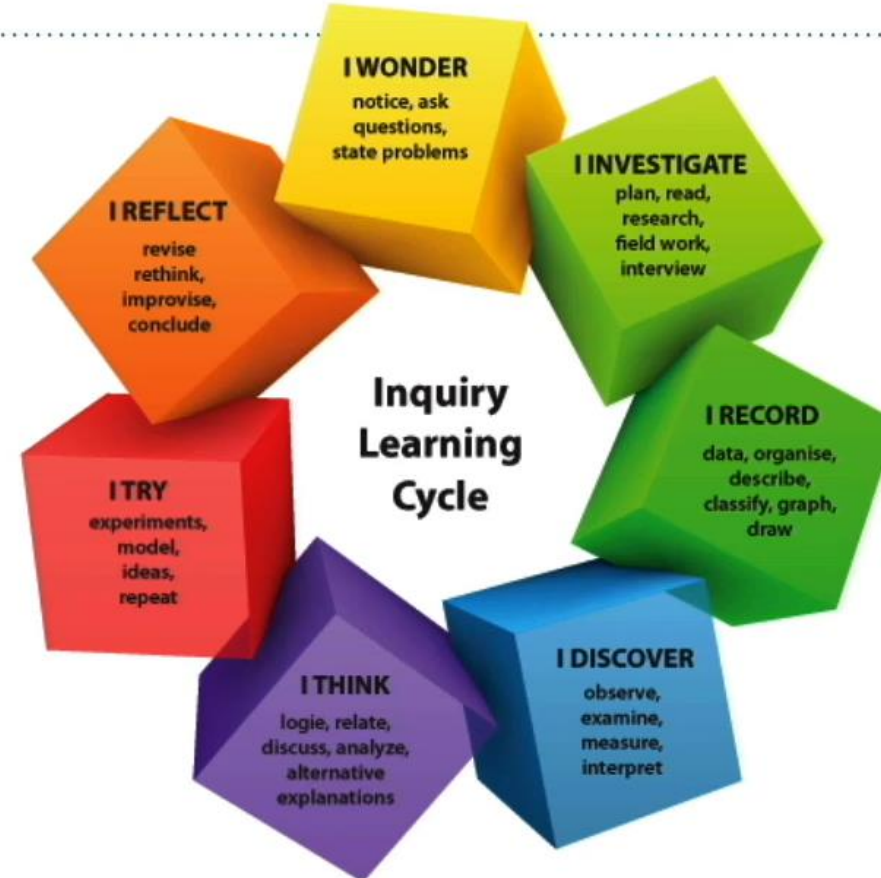 I WONDER
notice, ask
questions,
state problems
I INVESTIGATE
plan, read,
research,
field work,
interview
I RECORD
data, organise,
describe,
classify, graph,
draw
I DISCOVER
observe,
examine,
measure,
interpret
I THINK
logie, relate,
discuss, analyze,
alternative
explanations
I TRY
experiments,
model,
ideas,
repeat
I REFLECT
revise
rethink,
improvise,
conclude
Inquiry
Learning
Cycle